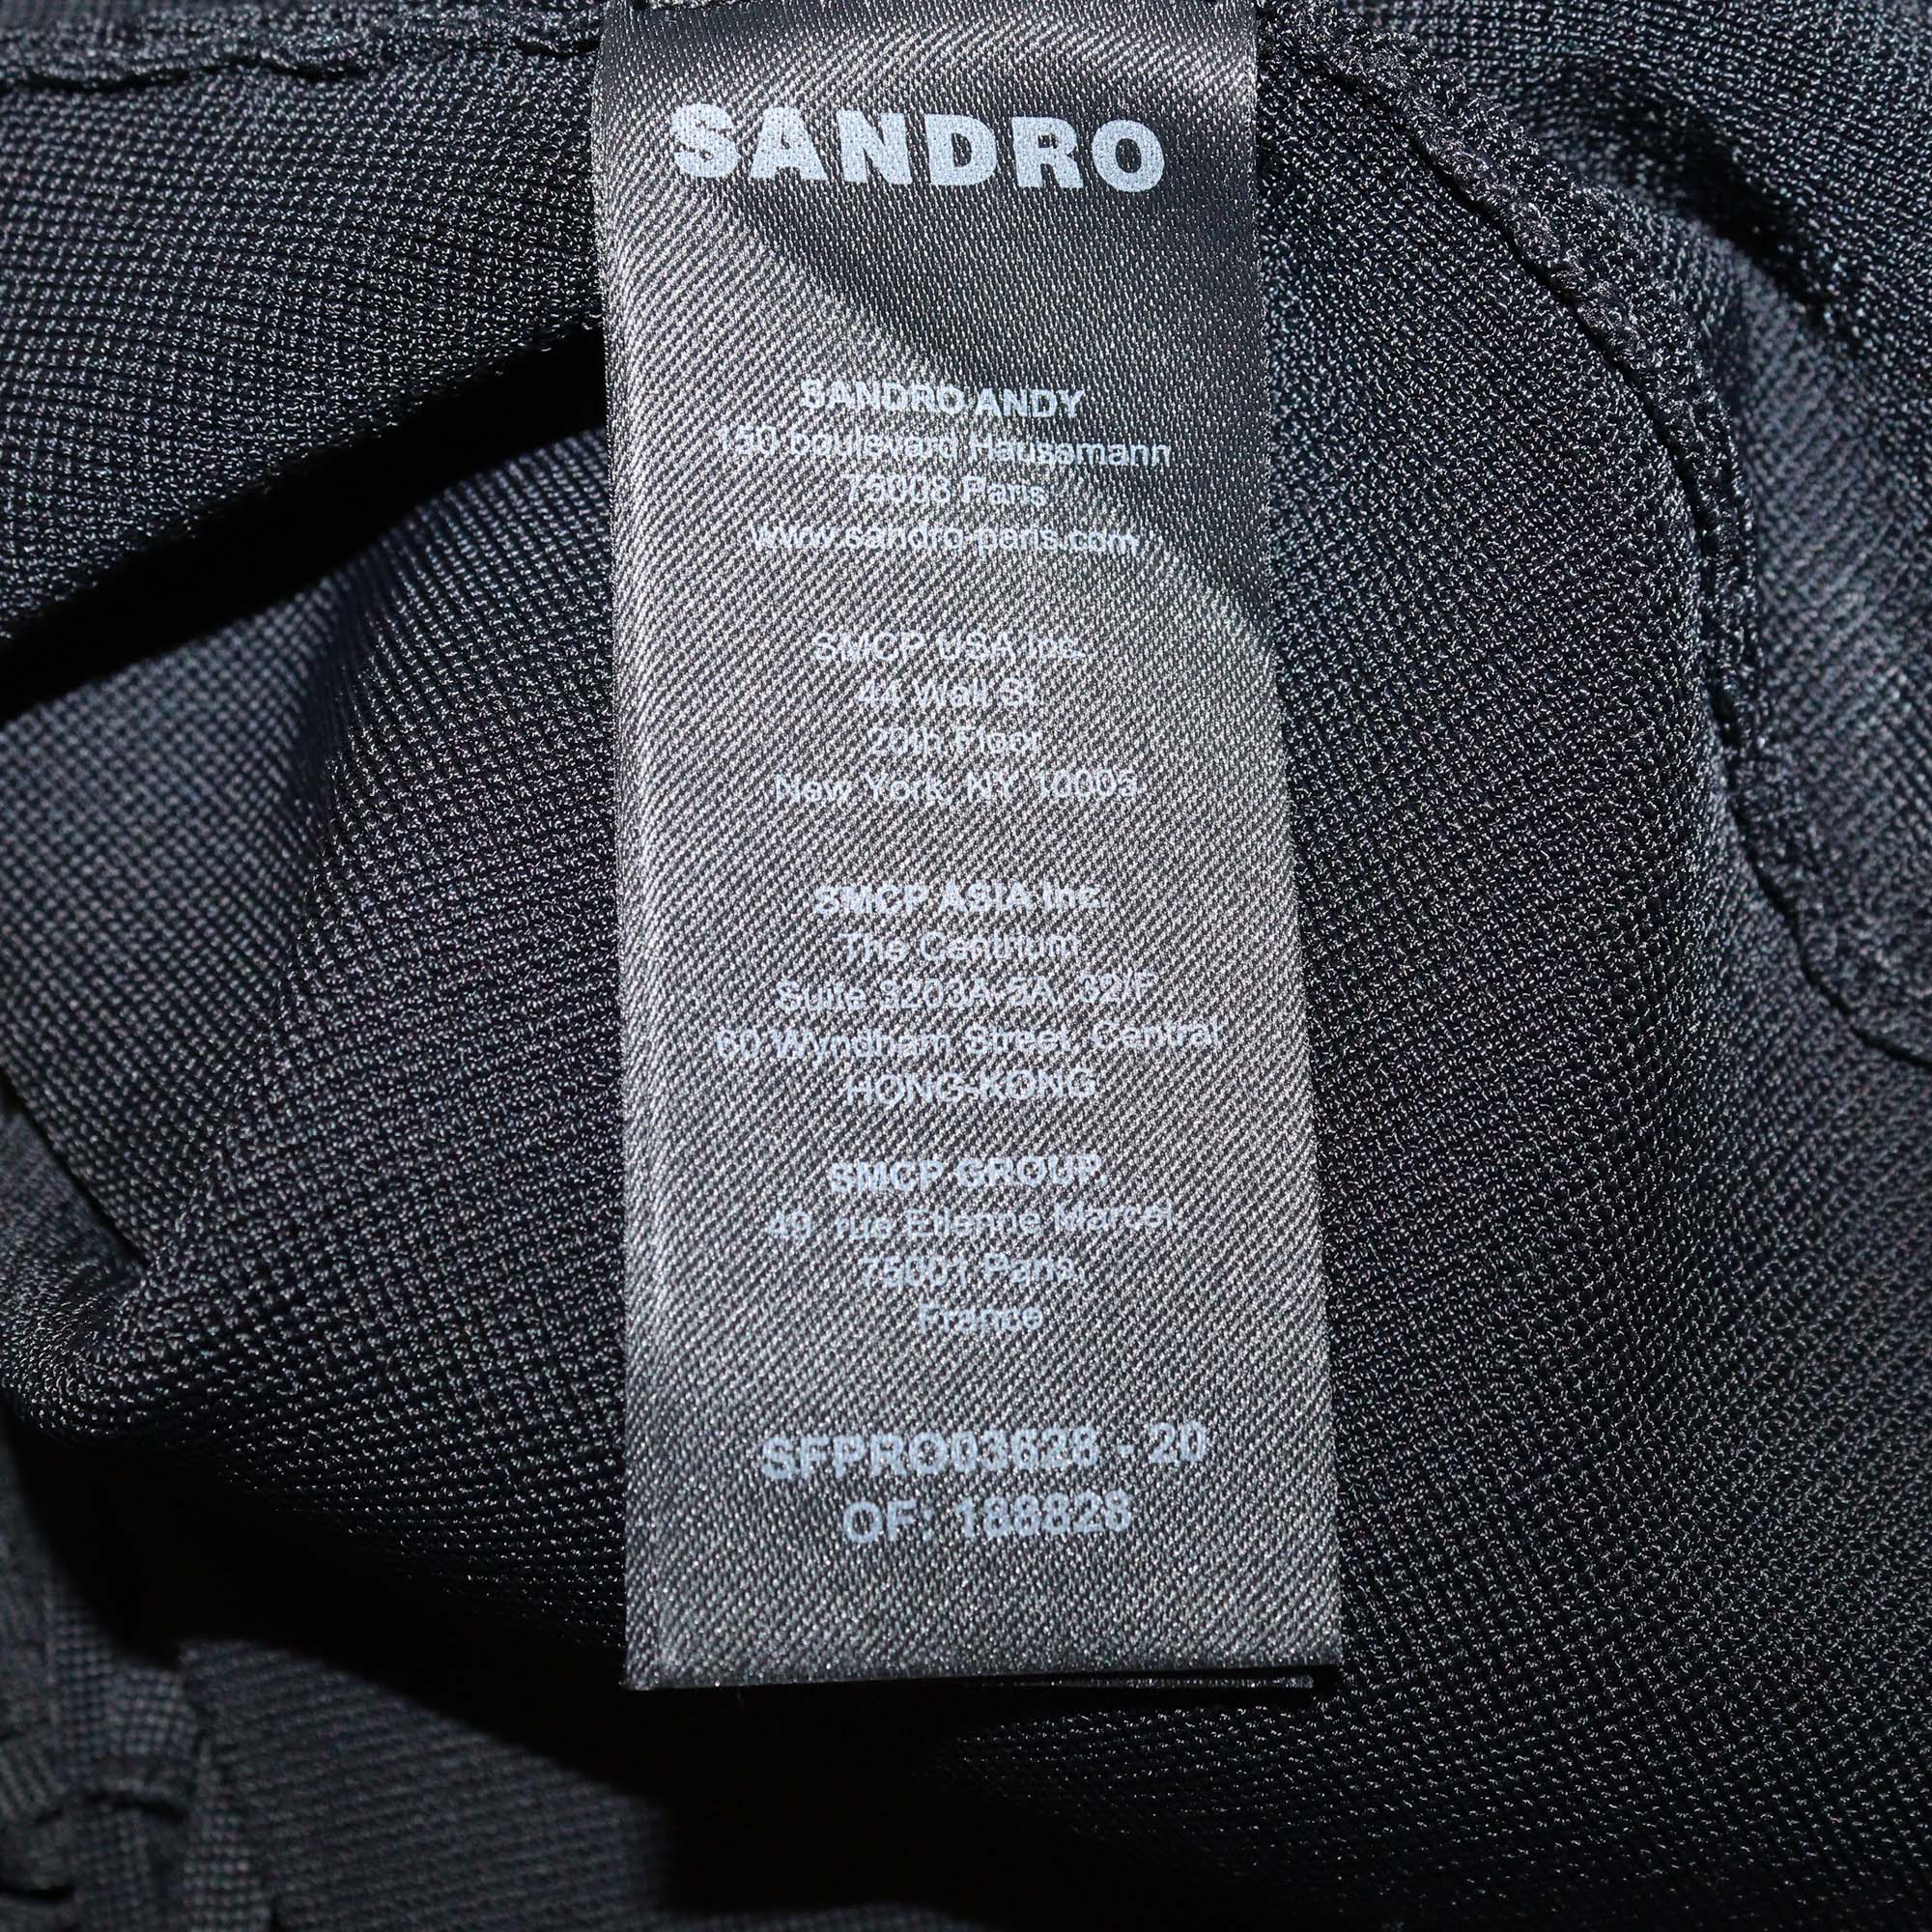 SANDRO
SANDRO ANDY
150 boulevard Haussmann
75008 Paris
www.sandro-paris.com
SMCP USA Inc.
44 Wall St.
20th Floor
New York, NY 10005
SMCP ASIA Inc.
The Centrium
Suite 3203A-5A, 32/F
60 Wyndham Street, Central
HONG-KONG
SMCP GROUP,
49, rue Etienne Marcel
75001 Paris,
France
SFPRO03628 - 20
OF: 188828